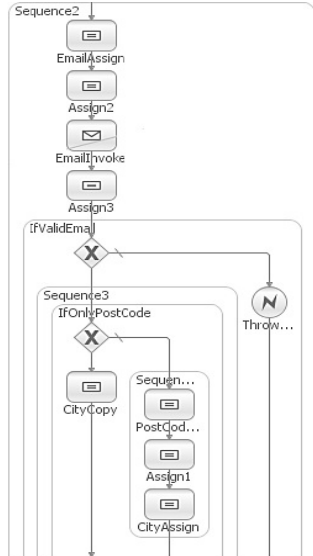 Sequence2
EmailAssign
Assign2
EmailInvoke
Assign3
IfValidEmail
Sequence3
Throw...
IfOnlyPostCode
Sequen...
CityCopy
PostCod...
Assign1
CityAssign